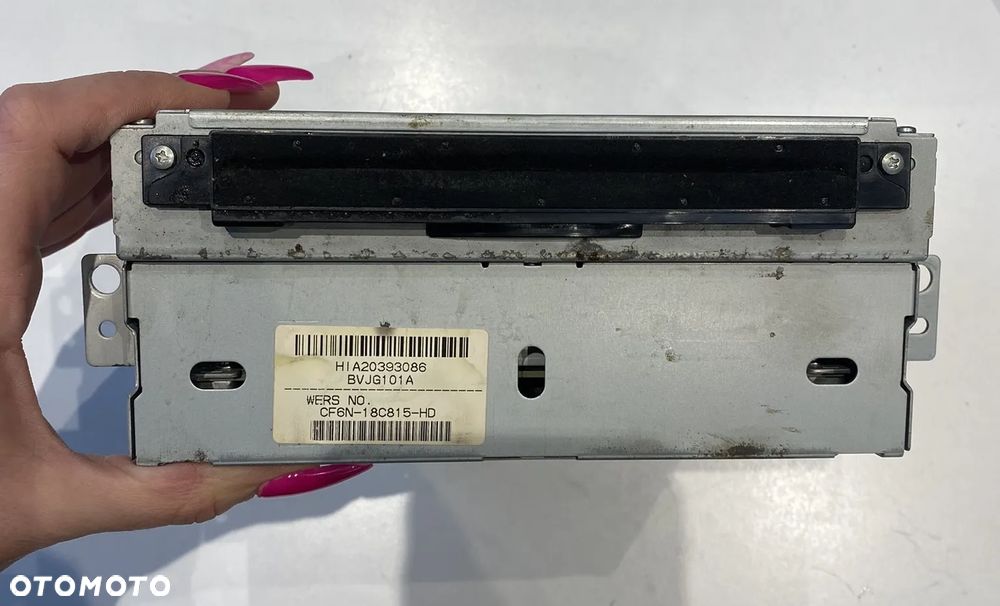 HIA20393086
BVJG101A
WERS NO.
CF6N-18C815-HD
OTOMOTO